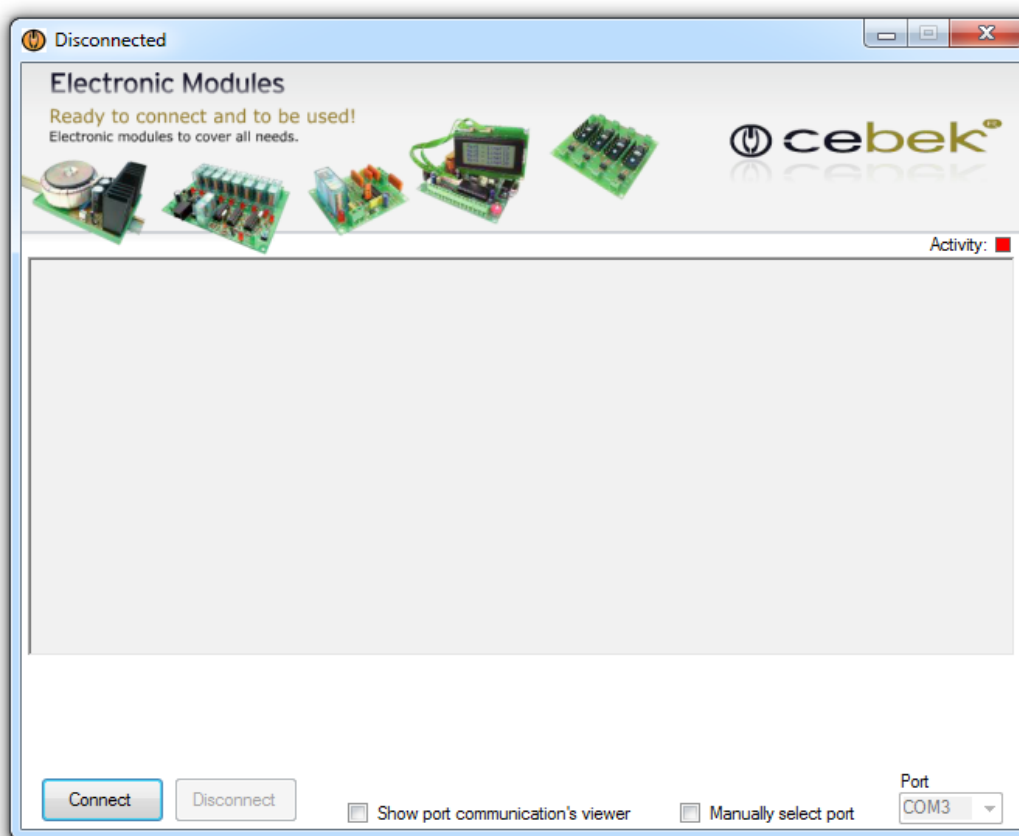 Disconnected
Electronic Modules
Ready to connect and to be used!
Electronic modules to cover all needs.
cebek
Activity:
Connect
Disconnect
Show port communication's viewer
Manually select port
Port
COM3